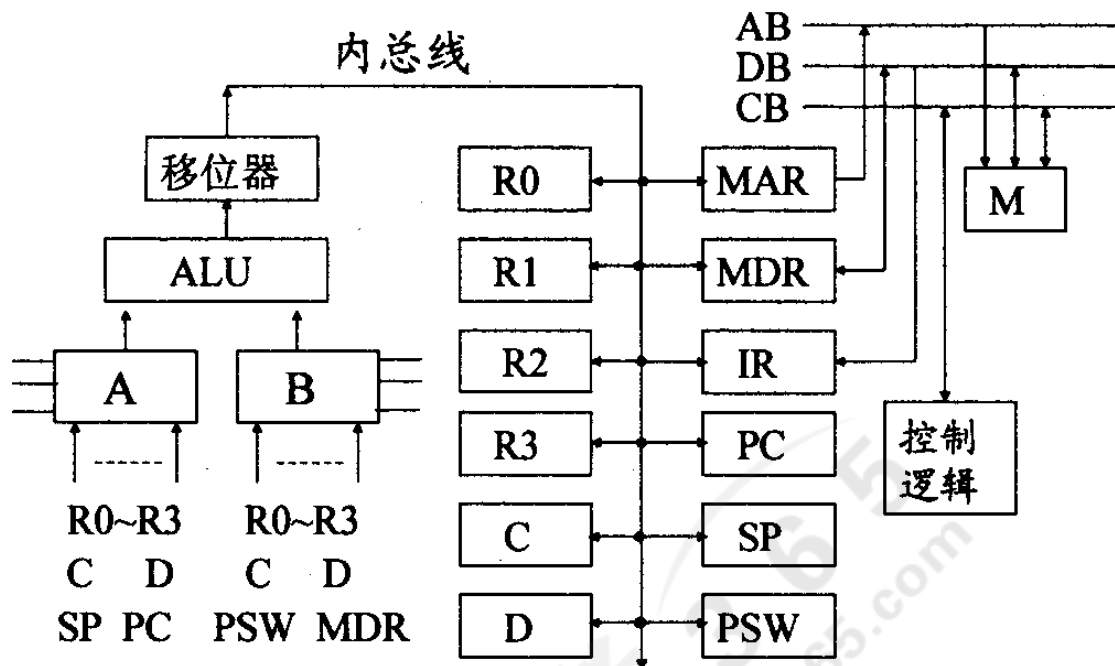 AB
DB
CB
内总线
移位器
ALU
A
B
R0~R3 R0~R3
C D C D
SP PC PSW MDR
R0
R1
R2
R3
C
D
MAR
MDR
IR
PC
SP
PSW
M
控制
逻辑